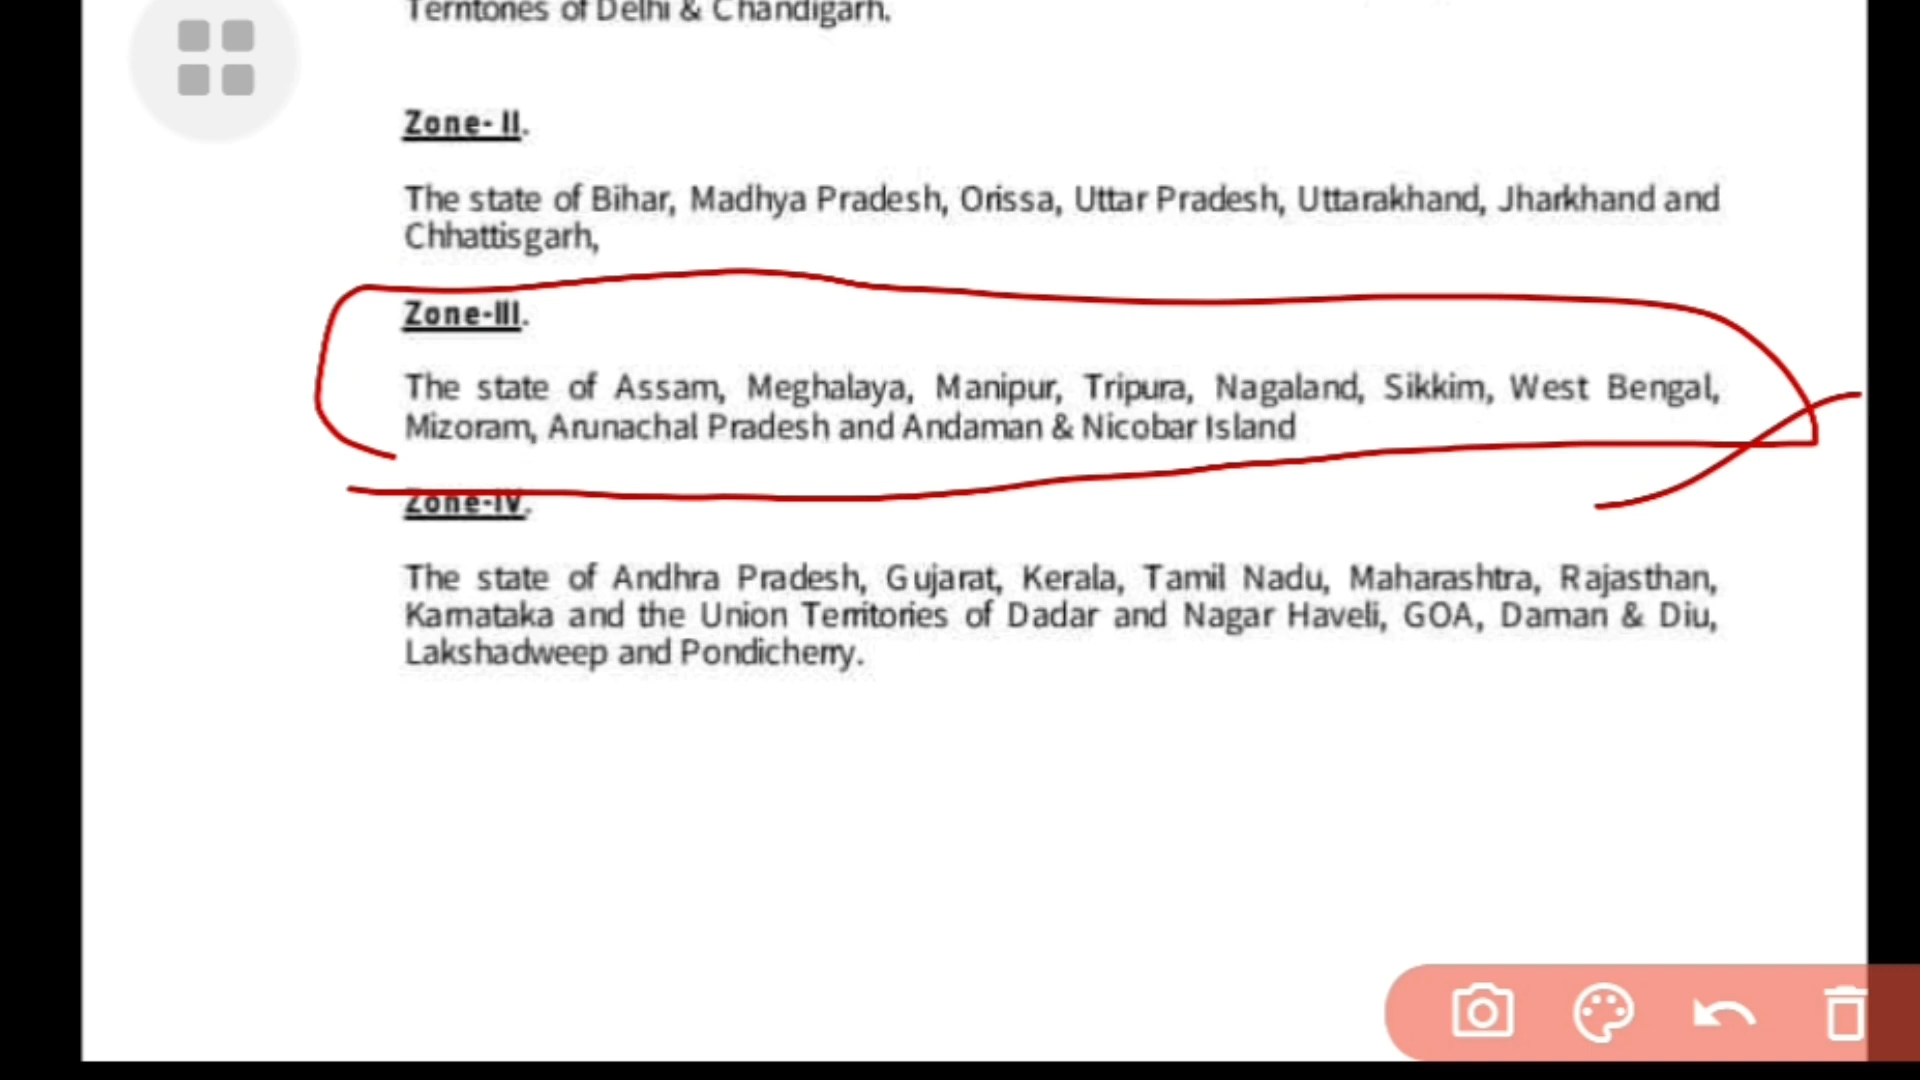 Territories of Delhi & Chandigarh.
Zone- II.
The state of Bihar, Madhya Pradesh, Orissa, Uttar Pradesh, Uttarakhand, Jharkhand and
Chhattisgarh,
Zone-III.
The state of Assam, Meghalaya, Manipur, Tripura, Nagaland, Sikkim, West Bengal,
Mizoram, Arunachal Pradesh and Andaman & Nicobar Island
Zone-IV.
The state of Andhra Pradesh, Gujarat, Kerala, Tamil Nadu, Maharashtra, Rajasthan,
Karnataka and the Union Territories of Dadar and Nagar Haveli, GOA, Daman & Diu,
Lakshadweep and Pondicherry.